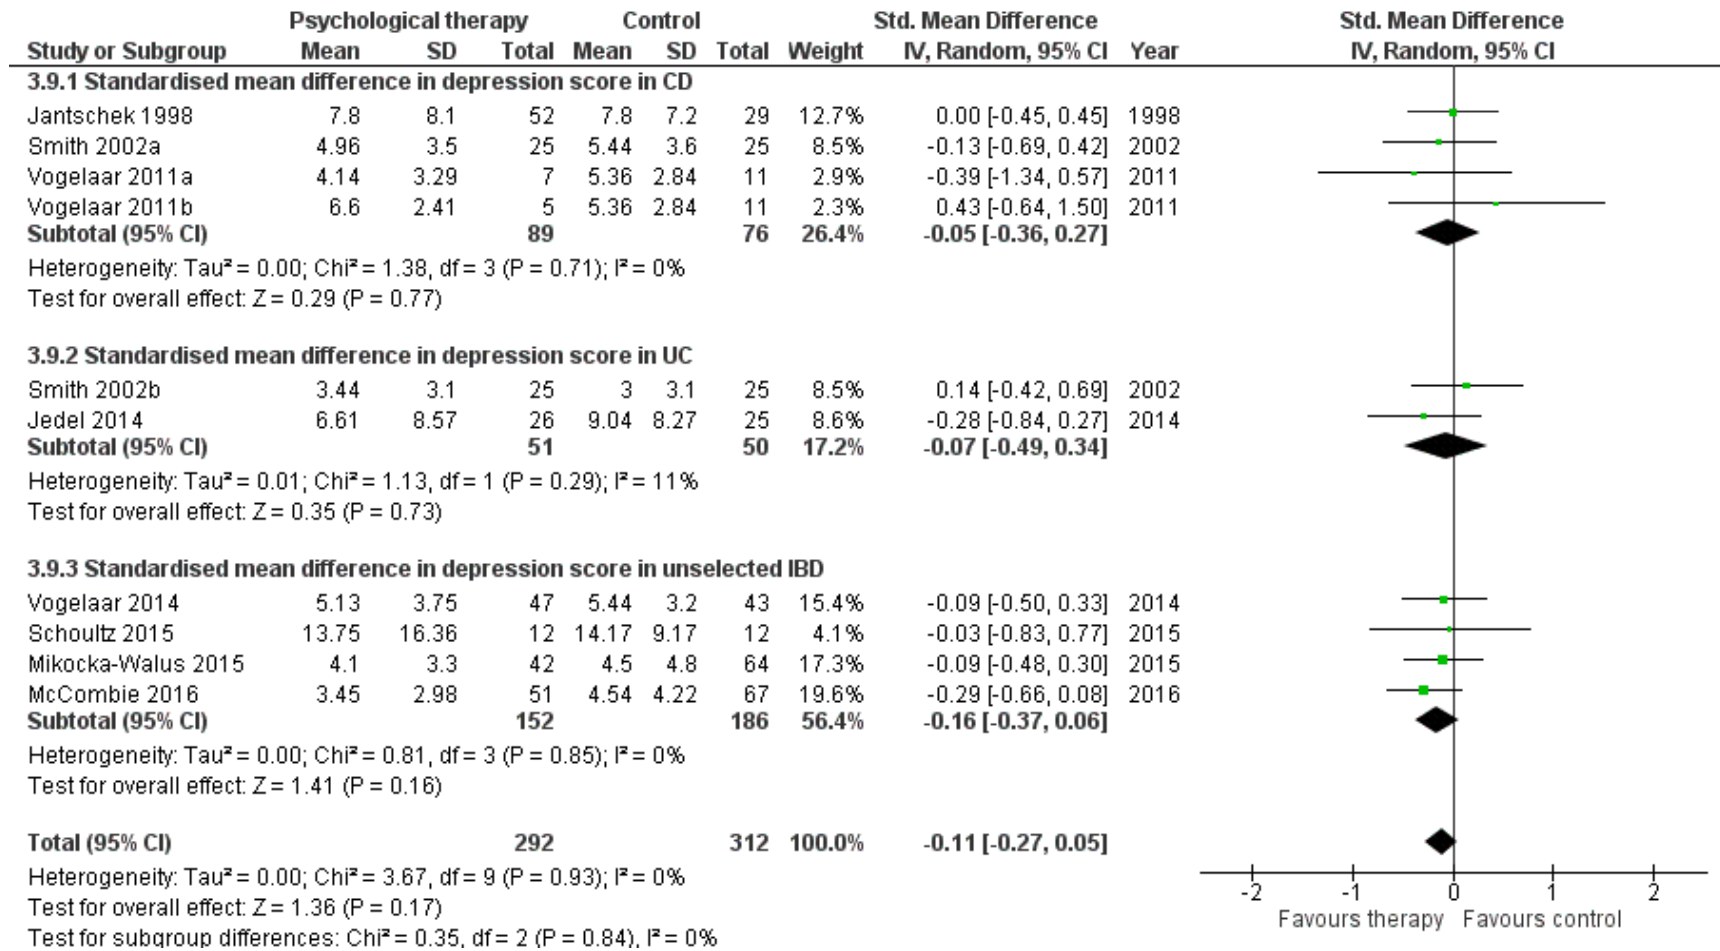 Psychological therapy Control Std. Mean Difference Std. Mean Difference
Study or Subgroup Mean SD Total Mean SD Total Weight IV, Random, 95% CI Year IV, Random, 95% CI
3.9.1 Standardised mean difference in depression score in CD
Jantschek 1998 7.8 8.1 52 7.8 7.2 29 12.7% 0.00 [-0.45, 0.45] 1998
Smith 2002a 4.96 3.5 25 5.44 3.6 25 8.5% -0.13 [-0.69, 0.42] 2002
Vogelaar 2011a 4.14 3.29 7 5.36 2.84 11 2.9% -0.39 [-1.34, 0.57] 2011
Vogelaar 2011b 6.6 2.41 5 5.36 2.84 11 2.3% 0.43 [-0.64, 1.50] 2011
Subtotal (95% CI) 89 76 26.4% -0.05 [-0.36, 0.27]
Heterogeneity: Tau² = 0.00; Chi² = 1.38, df = 3 (P = 0.71); I² = 0%
Test for overall effect: Z = 0.29 (P = 0.77)
3.9.2 Standardised mean difference in depression score in UC
Smith 2002b 3.44 3.1 25 3 3.1 25 8.5% 0.14 [-0.42, 0.69] 2002
Jedel 2014 6.61 8.57 26 9.04 8.27 25 8.6% -0.28 [-0.84, 0.27] 2014
Subtotal (95% CI) 51 50 17.2% -0.07 [-0.49, 0.34]
Heterogeneity: Tau² = 0.01; Chi² = 1.13, df = 1 (P = 0.29); I² = 11%
Test for overall effect: Z = 0.35 (P = 0.73)
3.9.3 Standardised mean difference in depression score in unselected IBD
Vogelaar 2014 5.13 3.75 47 5.44 3.2 43 15.4% -0.09 [-0.50, 0.33] 2014
Schoultz 2015 13.75 16.36 12 14.17 9.17 12 4.1% -0.03 [-0.83, 0.77] 2015
Mikocka-Walus 2015 4.1 3.3 42 4.5 4.8 64 17.3% -0.09 [-0.48, 0.30] 2015
McCombie 2016 3.45 2.98 51 4.54 4.22 67 19.6% -0.29 [-0.66, 0.08] 2016
Subtotal (95% CI) 152 186 56.4% -0.16 [-0.37, 0.06]
Heterogeneity: Tau² = 0.00; Chi² = 0.81, df = 3 (P = 0.85); I² = 0%
Test for overall effect: Z = 1.41 (P = 0.16)
Total (95% CI) 292 312 100.0% -0.11 [-0.27, 0.05]
Heterogeneity: Tau² = 0.00; Chi² = 3.67, df = 9 (P = 0.93); I² = 0%
Test for overall effect: Z = 1.36 (P = 0.17)
Test for subgroup differences: Chi² = 0.35, df = 2 (P = 0.84), I² = 0%
-2 -1 0 1 2
Favours therapy Favours control